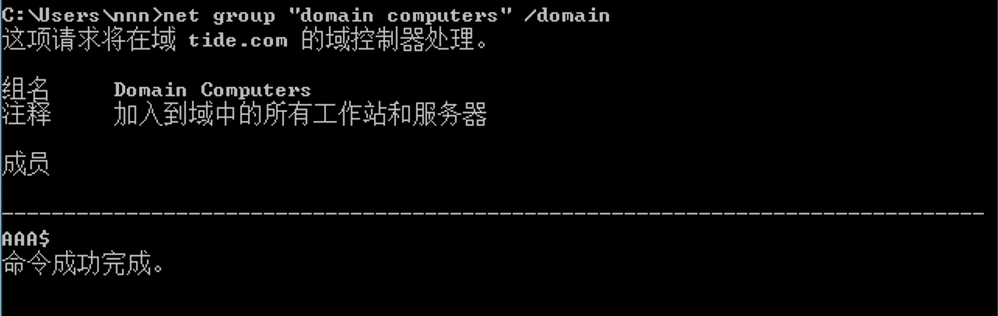 C:\Users\nnn>net group "domain computers" /domain
这项请求将在域 tide.com 的域控制器处理。
组名     Domain Computers
注释     加入到域中的所有工作站和服务器
成员
-------------------------------------------------------------------------------
AAA$
命令成功完成。